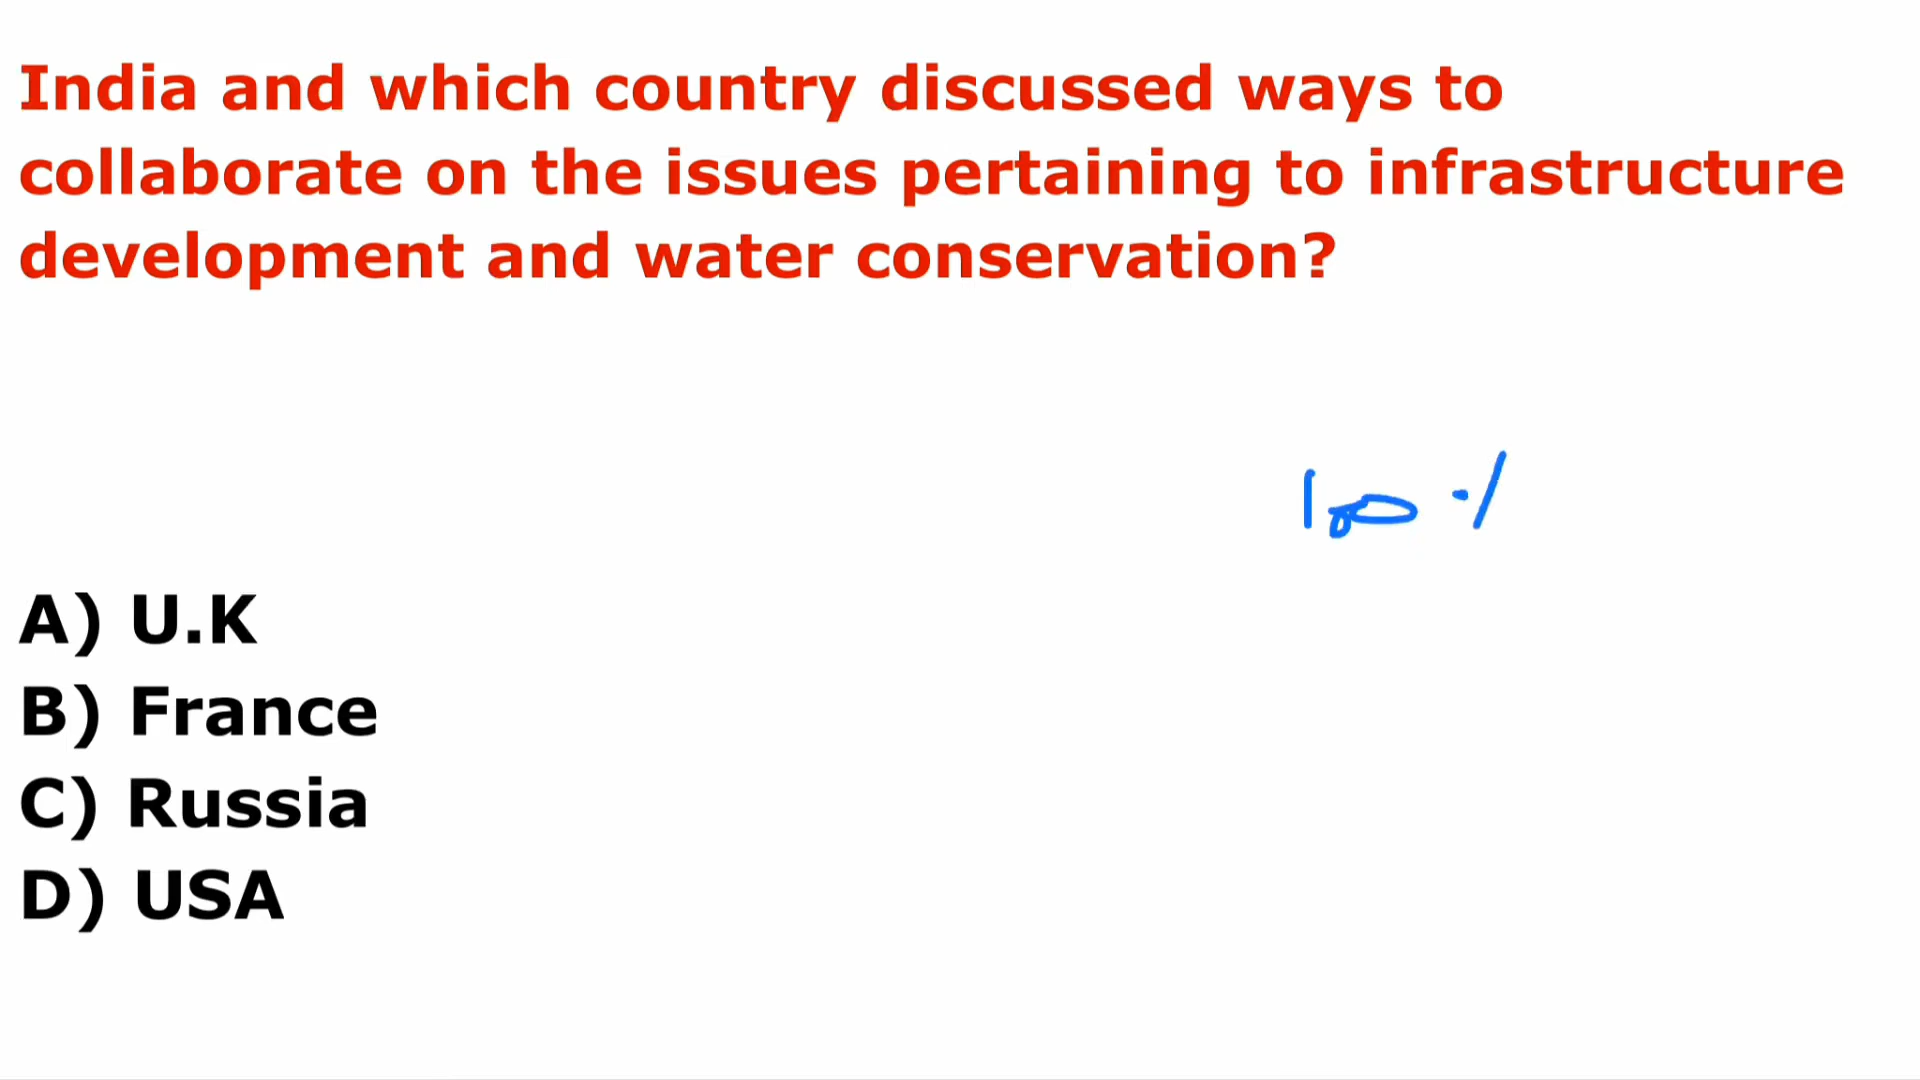 India and which country discussed ways to
collaborate on the issues pertaining to infrastructure
development and water conservation?
100 %
A) U.K
B) France
C) Russia
D) USA